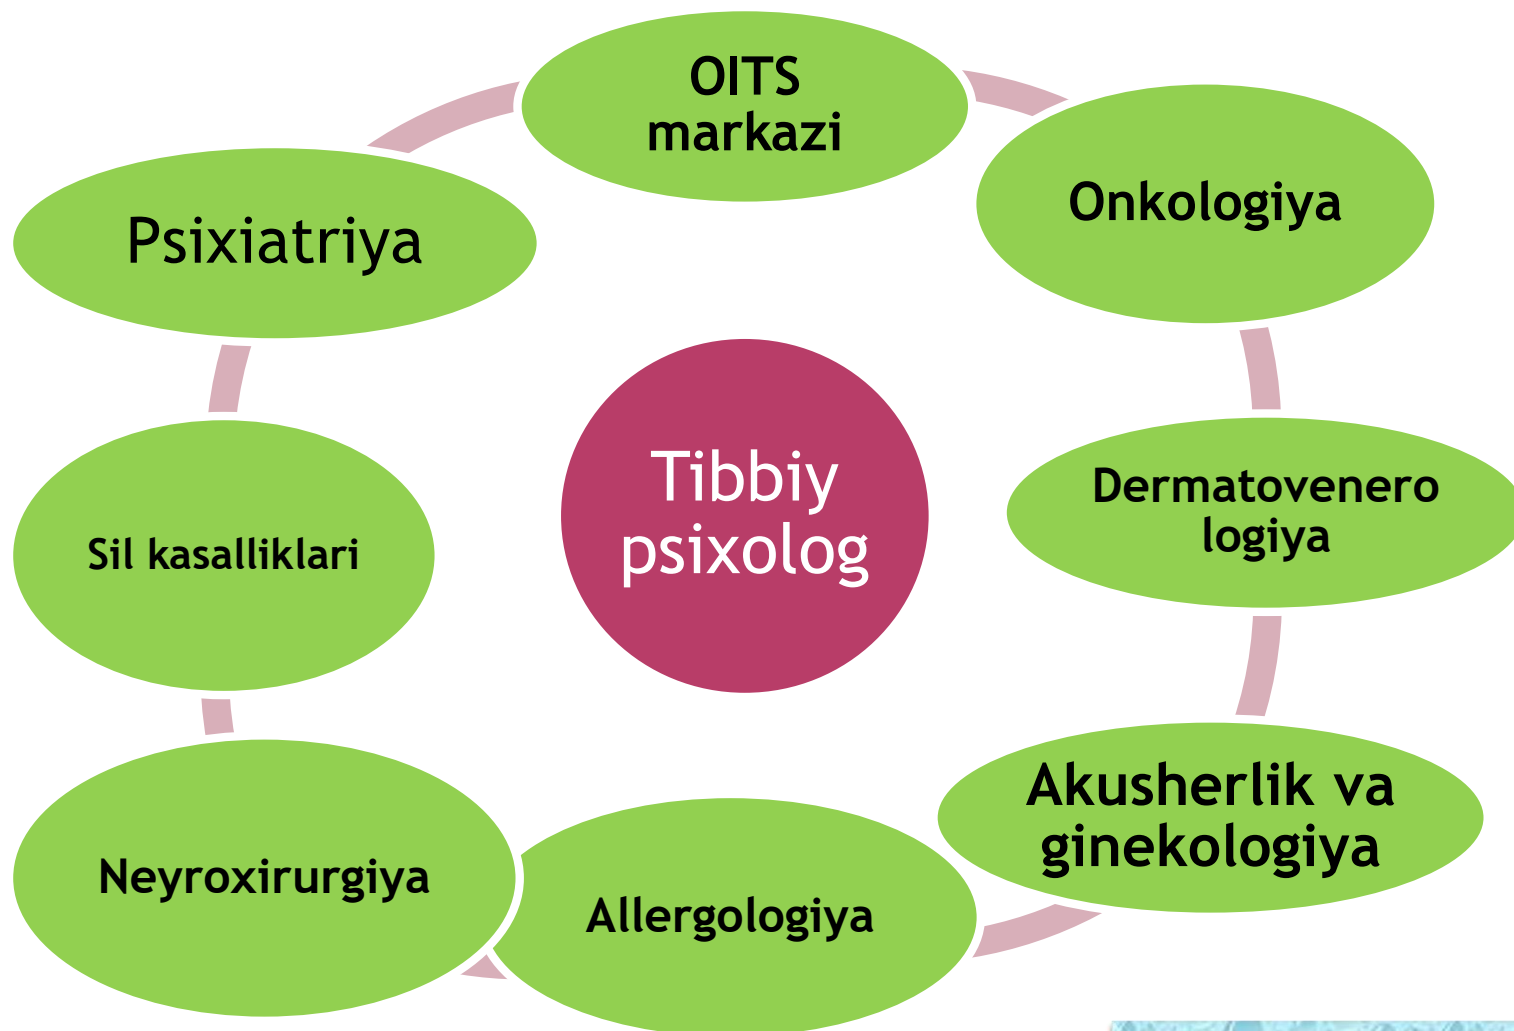 OITS
markazi
Onkologiya
Psixiatriya
Tibbiy
psixolog
Dermatovenero
logiya
Sil kasalliklari
Akusherlik va
ginekologiya
Neyroxirurgiya
Allergologiya